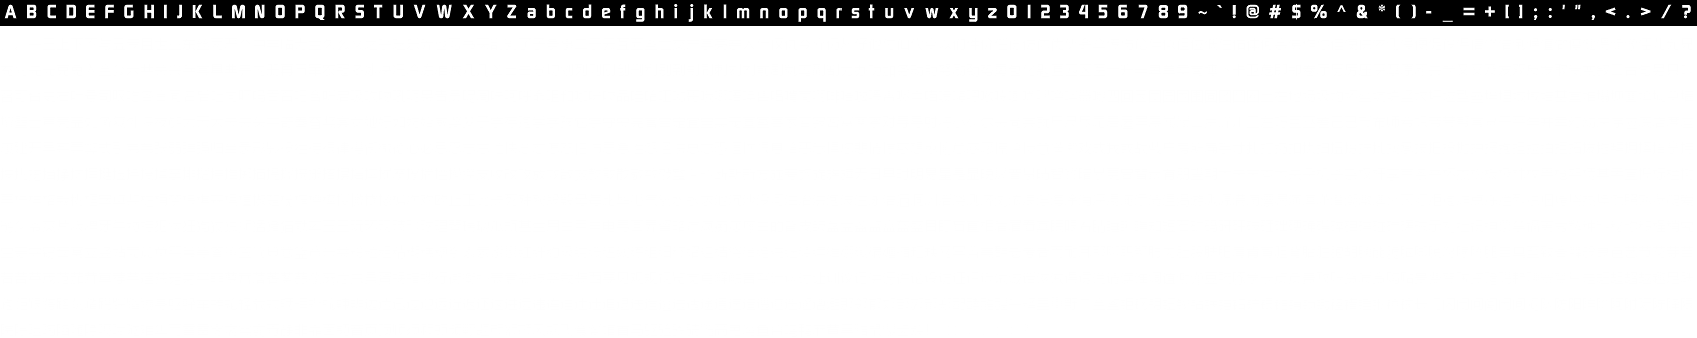 A B C D E F G H I J K L M N O P Q R S T U V W X Y Z a b c d e f g h i j k l m n o p q r s t u v w x y z 0 1 2 3 4 5 6 7 8 9 ~ ` ! @ # $ % ^ & * ( ) - _ = + [ ] ; : ' " , < . > / ?